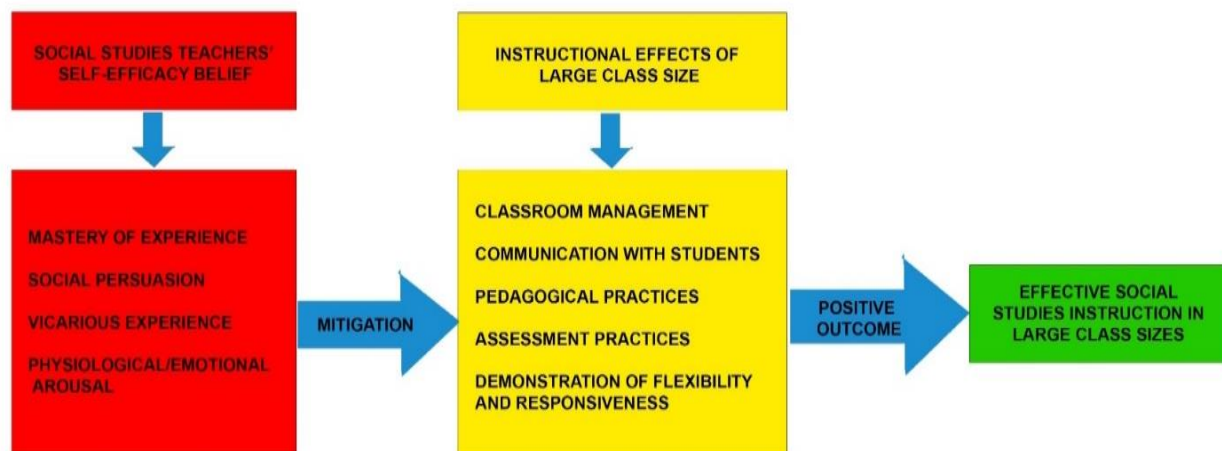 SOCIAL STUDIES TEACHERS'
SELF-EFFICACY BELIEF
INSTRUCTIONAL EFFECTS OF
LARGE CLASS SIZE
MASTERY OF EXPERIENCE
SOCIAL PERSUASION
VICARIOUS EXPERIENCE
PHYSIOLOGICAL/EMOTIONAL
AROUSAL
MITIGATION
CLASSROOM MANAGEMENT
COMMUNICATION WITH STUDENTS
PEDAGOGICAL PRACTICES
ASSESSMENT PRACTICES
DEMONSTRATION OF FLEXIBILITY
AND RESPONSIVENESS
POSITIVE
OUTCOME
EFFECTIVE SOCIAL
STUDIES INSTRUCTION IN
LARGE CLASS SIZES